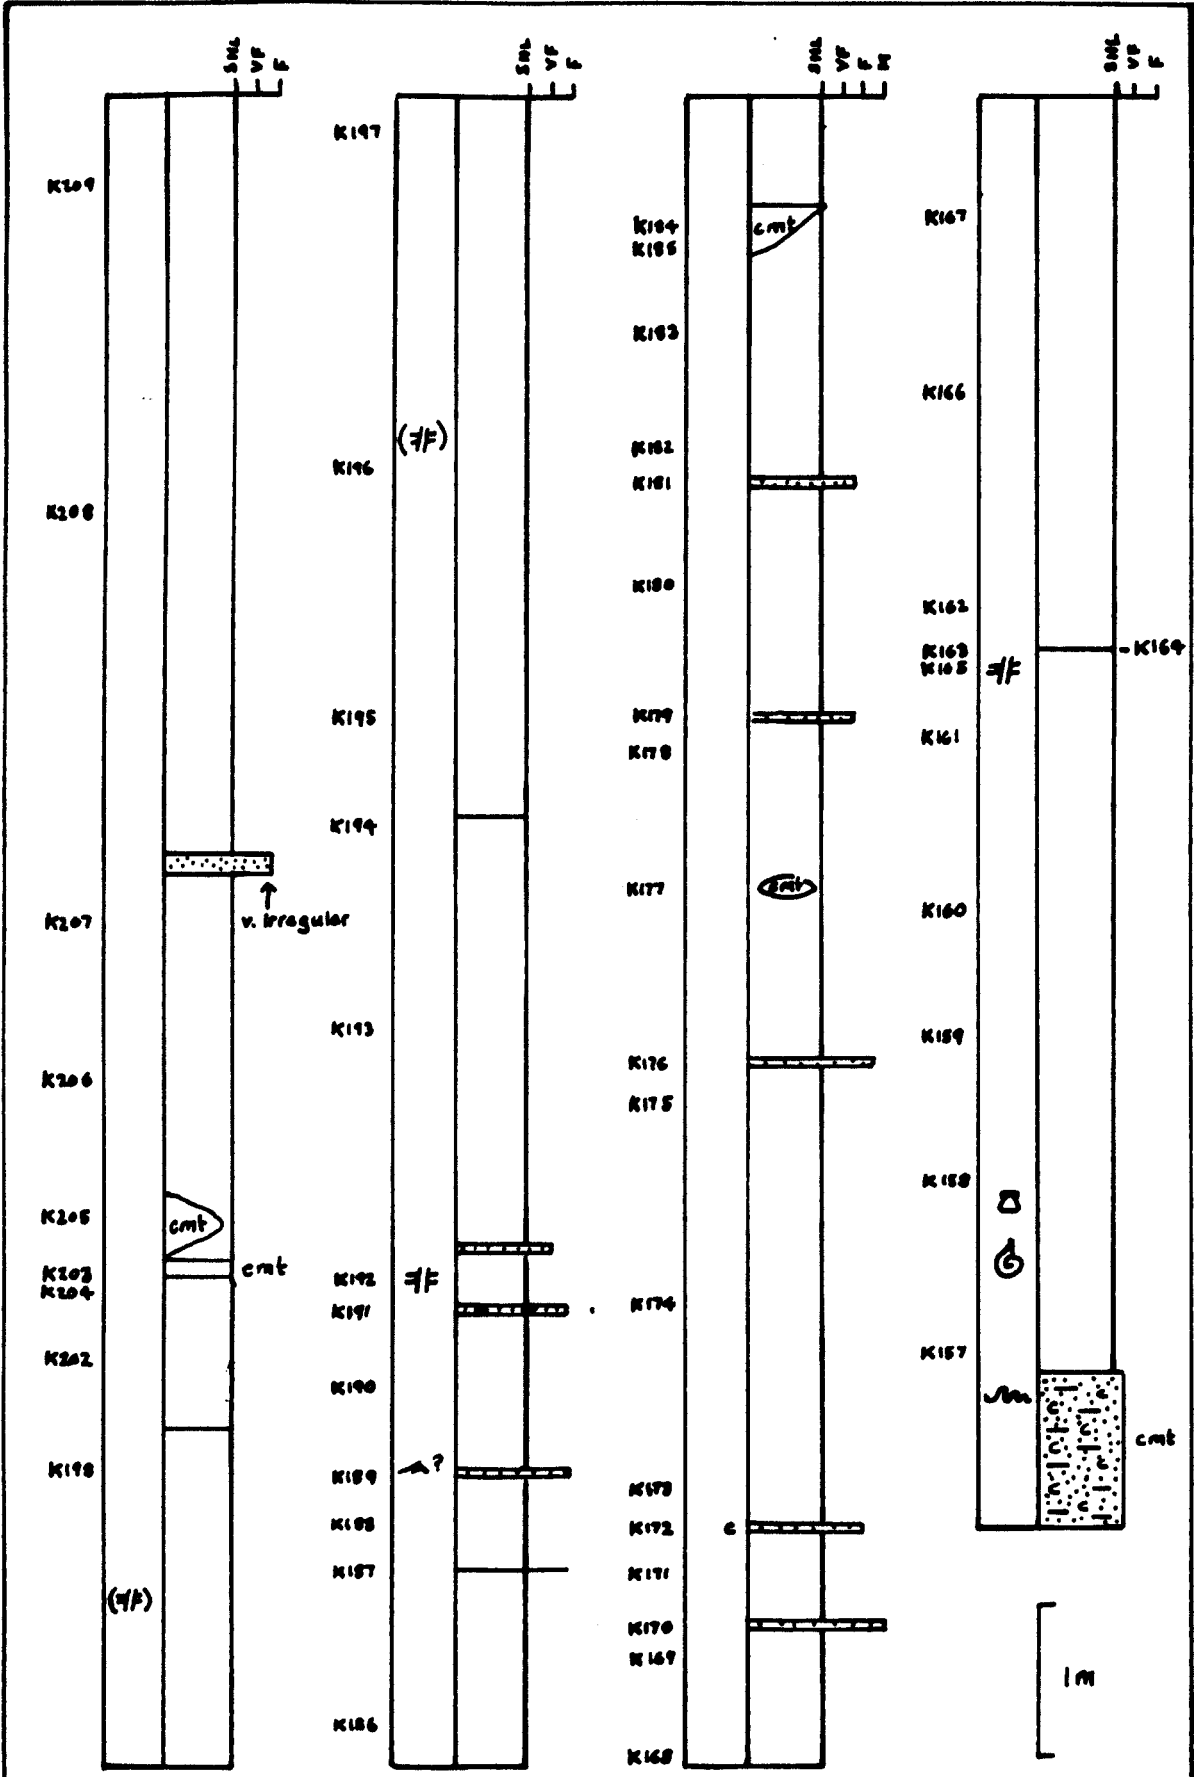 SML VF F
K209
K208
v. irregular
K207
K206
K205
cmt
K203
cmt
K204
K202
K198
SML VF F
K197
K196
K195
K194
K193
K192
K191
K190
K189
?
K188
K187
K186
SML VF F M
K184
cmt
K185
K183
K182
K181
K180
K179
K178
K177
cmt
K176
K175
K174
K173
K172
c
K171
K170
K169
K168
SML VF F
K167
K166
K162
K163
K164
K165
K161
K160
K159
K158
K157
c
c
c
c
c
c
c
cmt
1m